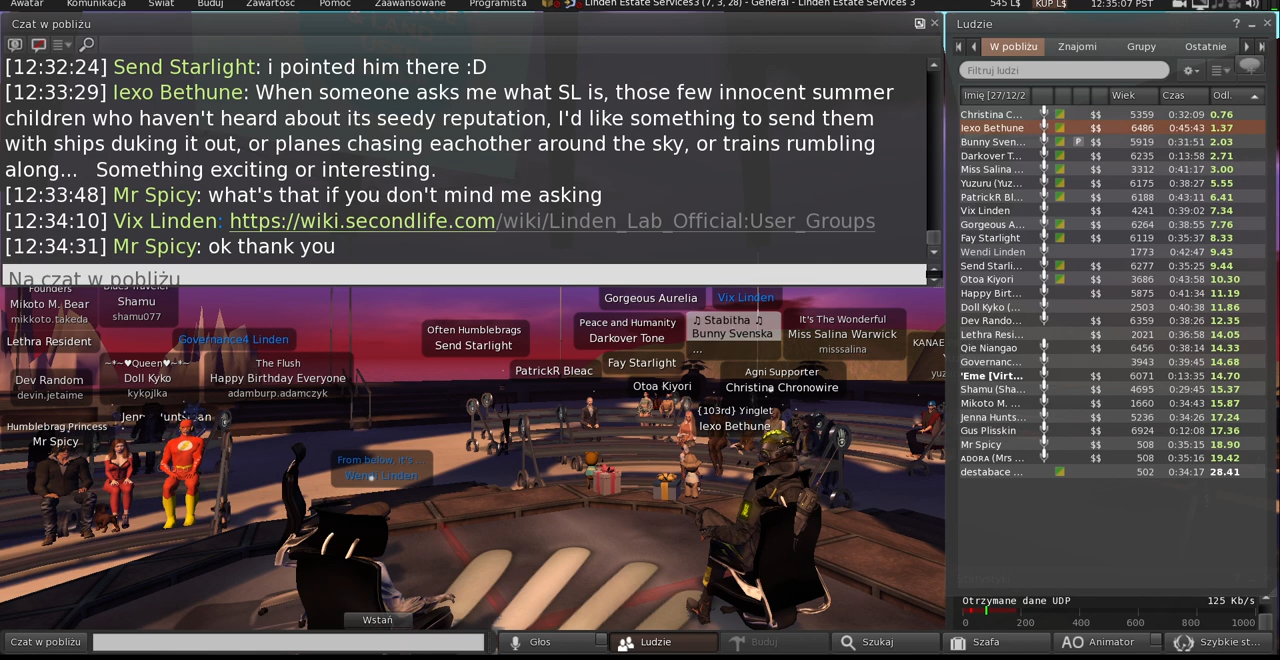 Awatar Komunikacja Świat Buduj Zawartość Pomoc Zaawansowane Programista Linden Estate Services3 (7, 3, 28) - General - Linden Estate Services 3 545 L$ KUP L$ 12:35:07 PST
Czat w pobliżu
[12:32:24] Send Starlight: i pointed him there :D
[12:33:29] Iexo Bethune: When someone asks me what SL is, those few innocent summer
children who haven't heard about its seedy reputation, I'd like something to send them
with ships duking it out, or planes chasing eachother around the sky, or trains rumbling
along... Something exciting or interesting.
[12:33:48] Mr Spicy: what's that if you don't mind me asking
[12:34:10] Vix Linden: https://wiki.secondlife.com/wiki/Linden_Lab_Official:User_Groups
[12:34:31] Mr Spicy: ok thank you
Na czat w pobliżu
Founders
Mikoto M. Bear
mikkoto.takeda
Blues Traveler
Shamu
shamu077
Lethra Resident
Governance4 Linden
Dev Random
devin.jetaime
~*~♥Queen♥~*~
Doll Kyko
kykojlka
The Flush
Happy Birthday Everyone
adamburp.adamczyk
Humblebrag Princess
Mr Spicy
From below, it's ...
Wendi Linden
Often Humblebrags
Send Starlight
Gorgeous Aurelia
Vix Linden
Peace and Humanity
Darkover Tone
♫ Stabitha ♫
Bunny Svenska
...
It's The Wonderful
Miss Salina Warwick
misssalina
KANAE
yuz
PatrickR Bleac
Fay Starlight
Otoa Kiyori
Agni Supporter
Christina Chronowire
{103rd} Yinglet
Iexo Bethune
Wstań
Czat w pobliżu
Głos
Ludzie
Buduj
Szukaj
Szafa
AO Animator
Szybkie st...
Ludzie ? _ ×
W pobliżu Znajomi Grupy Ostatnie
Filtruj ludzi
Imię [27/12/2 Wiek Czas Odl.
Christina C... $$ 5359 0:32:09 0.76
Iexo Bethune 6486 0:45:43 1.37
Bunny Sven... P $$ 5919 0:31:51 2.03
Darkover T... $$ 6235 0:13:58 2.71
Miss Salina ... $$ 3312 0:41:17 3.00
Yuzuru (Yuz... $$ 6175 0:38:27 5.55
PatrickR Bl... $$ 6188 0:43:11 6.41
Vix Linden 4241 0:39:02 7.34
Gorgeous A... $$ 6264 0:38:55 7.76
Fay Starlight $$ 6119 0:35:37 8.33
Wendi Linden 1773 0:42:47 9.43
Send Starli... $$ 6277 0:35:25 9.44
Otoa Kiyori $$ 3686 0:43:58 10.30
Happy Birt... $$ 5875 0:41:34 11.19
Doll Kyko (... 2503 0:40:38 11.86
Dev Rando... $$ 6359 0:38:26 12.35
Lethra Resi... $$ 2021 0:36:58 14.05
Qie Niangao $$ 6456 0:38:14 14.33
Governanc... 3943 0:39:45 14.68
'Eme [Virt... $$ 6071 0:13:35 14.70
Shamu (Sha... $$ 4695 0:29:45 15.37
Mikoto M. ... $$ 1660 0:34:43 15.87
Jenna Hunts... $$ 5236 0:34:26 17.24
Gus Plisskin $$ 6924 0:12:08 17.36
Mr Spicy $$ 508 0:35:15 18.90
ᴀᴅᴏʀᴀ (Mrs ... $$ 508 0:35:16 19.42
destabace ... 502 0:34:17 28.41
Otrzymane dane UDP 125 Kb/s
0 200 400 600 800 1000